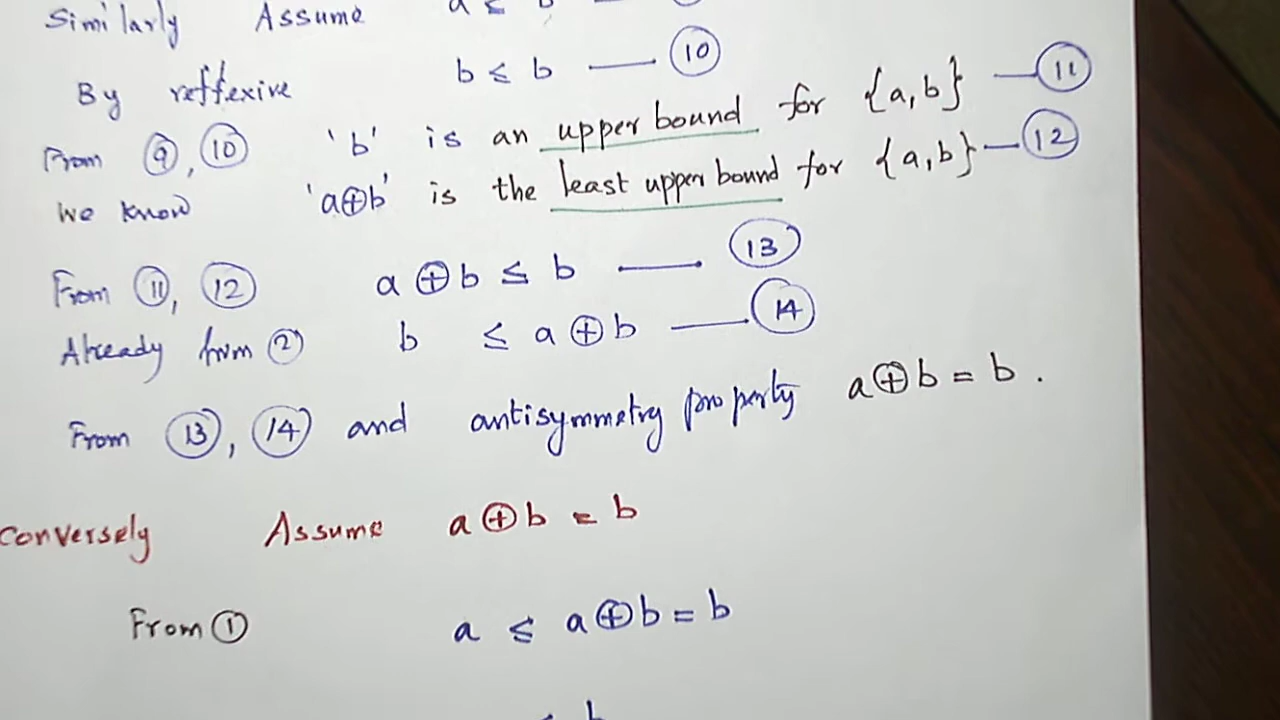 Similarly Assume a ≤ b —
By reflexive b ≤ b — ⑩
From ⑨, ⑩ 'b' is an upper bound for {a, b} — ⑪
We know 'a⊕b' is the least upper bound for {a, b} — ⑫
From ⑪, ⑫ a ⊕ b ≤ b — ⑬
Already from ② b ≤ a ⊕ b — ⑭
From ⑬, ⑭ and antisymmetry property a⊕b = b.
Conversely Assume a⊕b = b
From ① a ≤ a⊕b = b
≤ b